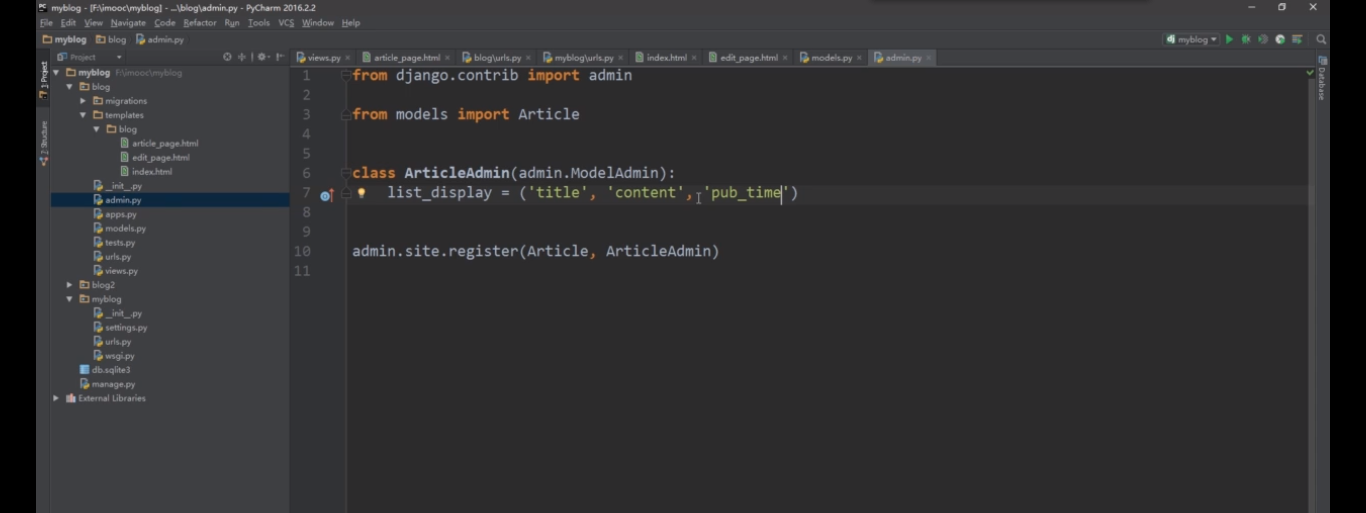 myblog - [F:\imooc\myblog] - ...\blog\admin.py - PyCharm 2016.2.2
File Edit View Navigate Code Refactor Run Tools VCS Window Help
myblog blog admin.py myblog
Project views.py article_page.html blog\urls.py myblog\urls.py index.html edit_page.html models.py admin.py
1: Project
2: Structure
Database
myblog F:\imooc\myblog
blog
migrations
templates
blog
article_page.html
edit_page.html
index.html
__init__.py
admin.py
apps.py
models.py
tests.py
urls.py
views.py
blog2
myblog
__init__.py
settings.py
urls.py
wsgi.py
db.sqlite3
manage.py
External Libraries
1 from django.contrib import admin
2
3 from models import Article
4
5
6 class ArticleAdmin(admin.ModelAdmin):
7 list_display = ('title', 'content', 'pub_time')
8
9
10 admin.site.register(Article, ArticleAdmin)
11